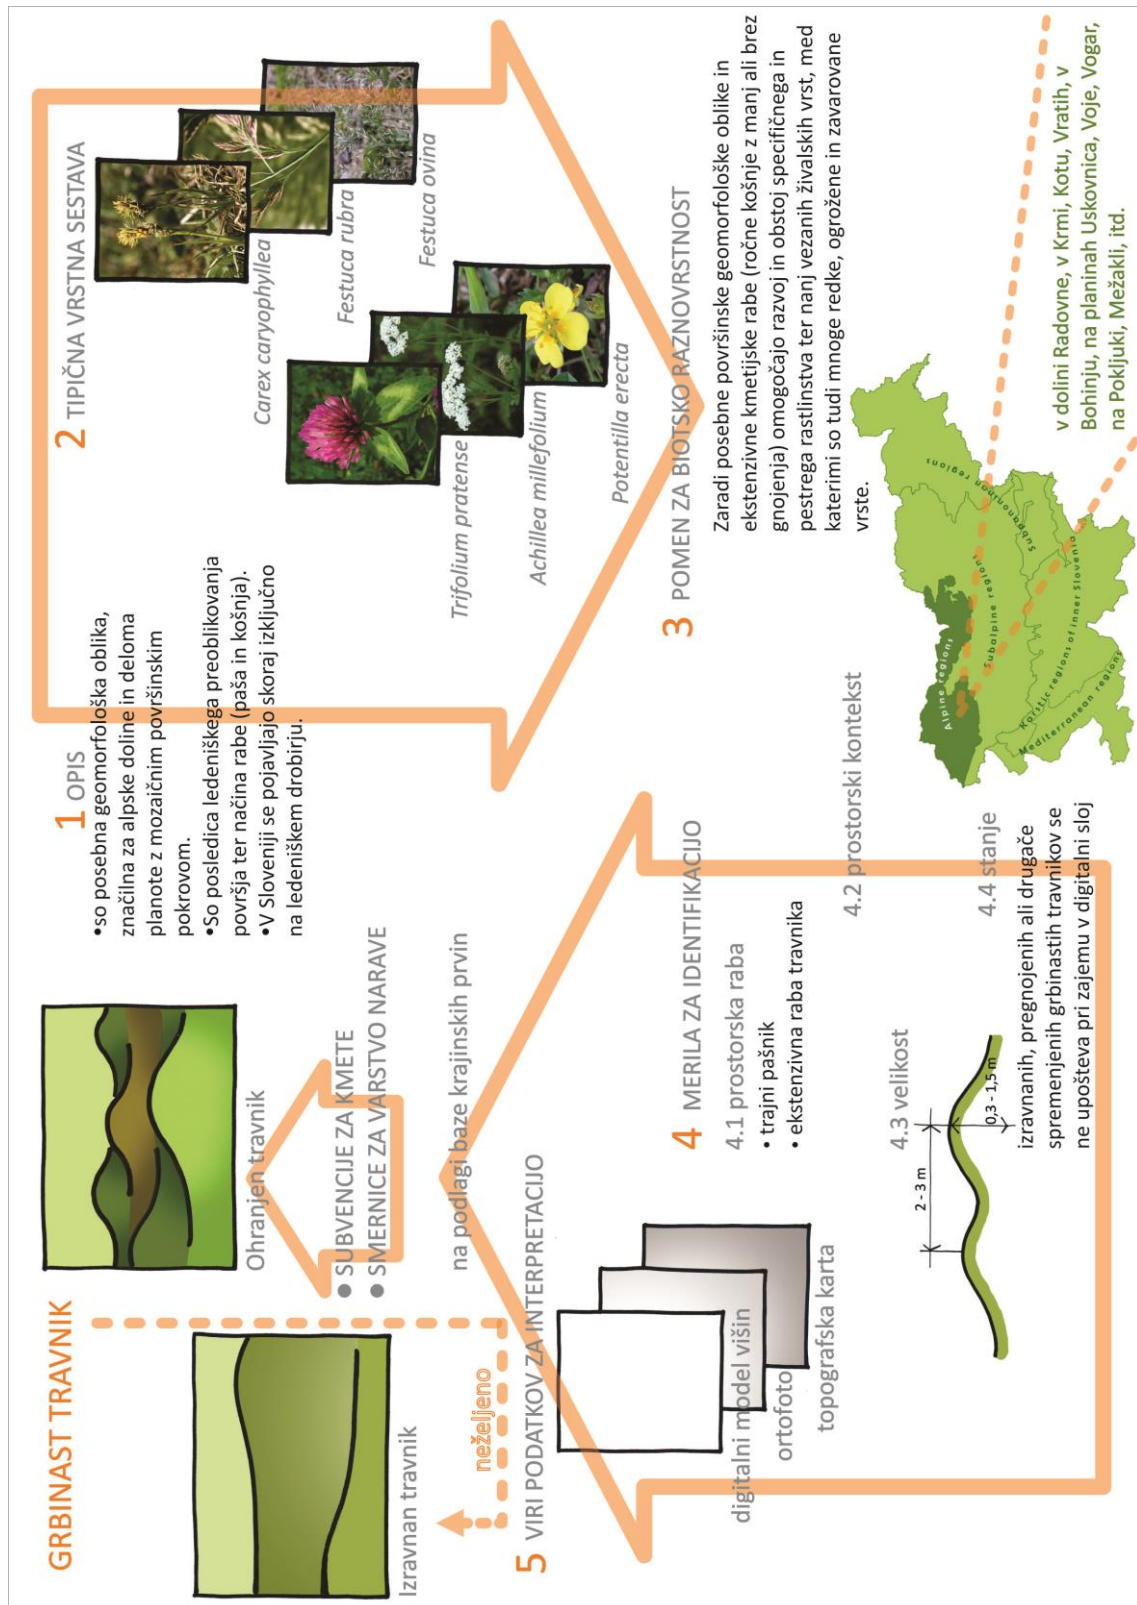 GRBINAST TRAVNIK
Izravnan travnik
neželjeno
Ohranjen travnik
● SUBVENCIJE ZA KMETE
● SMERNICE ZA VARSTVO NARAVE
na podlagi baze krajinskih prvin
1 OPIS
•so posebna geomorfološka oblika,
značilna za alpske doline in deloma
planote z mozaičnim površinskim
pokrovom.
•So posledica ledeniškega preoblikovanja
površja ter načina rabe (paša in košnja).
•V Sloveniji se pojavljajo skoraj izključno
na ledeniškem drobirju.
2 TIPIČNA VRSTNA SESTAVA
Carex caryophyllea
Festuca rubra
Festuca ovina
Trifolium pratense
Achillea millefolium
Potentilla erecta
3 POMEN ZA BIOTSKO RAZNOVRSTNOST
Zaradi posebne površinske geomorfološke oblike in
ekstenzivne kmetijske rabe (ročne košnje z manj ali brez
gnojenja) omogočajo razvoj in obstoj specifičnega in
pestrega rastlinstva ter nanj vezanih živalskih vrst, med
katerimi so tudi mnoge redke, ogrožene in zavarovane
vrste.
4 MERILA ZA IDENTIFIKACIJO
4.1 prostorska raba
• trajni pašnik
• ekstenzivna raba travnika
4.2 prostorski kontekst
Alpine regions
Subalpine regions
Subpannonian regions
Karstic regions of inner Slovenia
Mediterranean regions
v dolini Radovne, v Krmi, Kotu, Vratih, v
Bohinju, na planinah Uskovnica, Voje, Vogar,
na Pokljuki, Mežakli, itd.
4.3 velikost
2 - 3 m
0,3 - 1,5 m
4.4 stanje
izravnanih, pregnojenih ali drugače
spremenjenih grbinastih travnikov se
ne upošteva pri zajemu v digitalni sloj
5 VIRI PODATKOV ZA INTERPRETACIJO
digitalni model višin
ortofoto
topografska karta